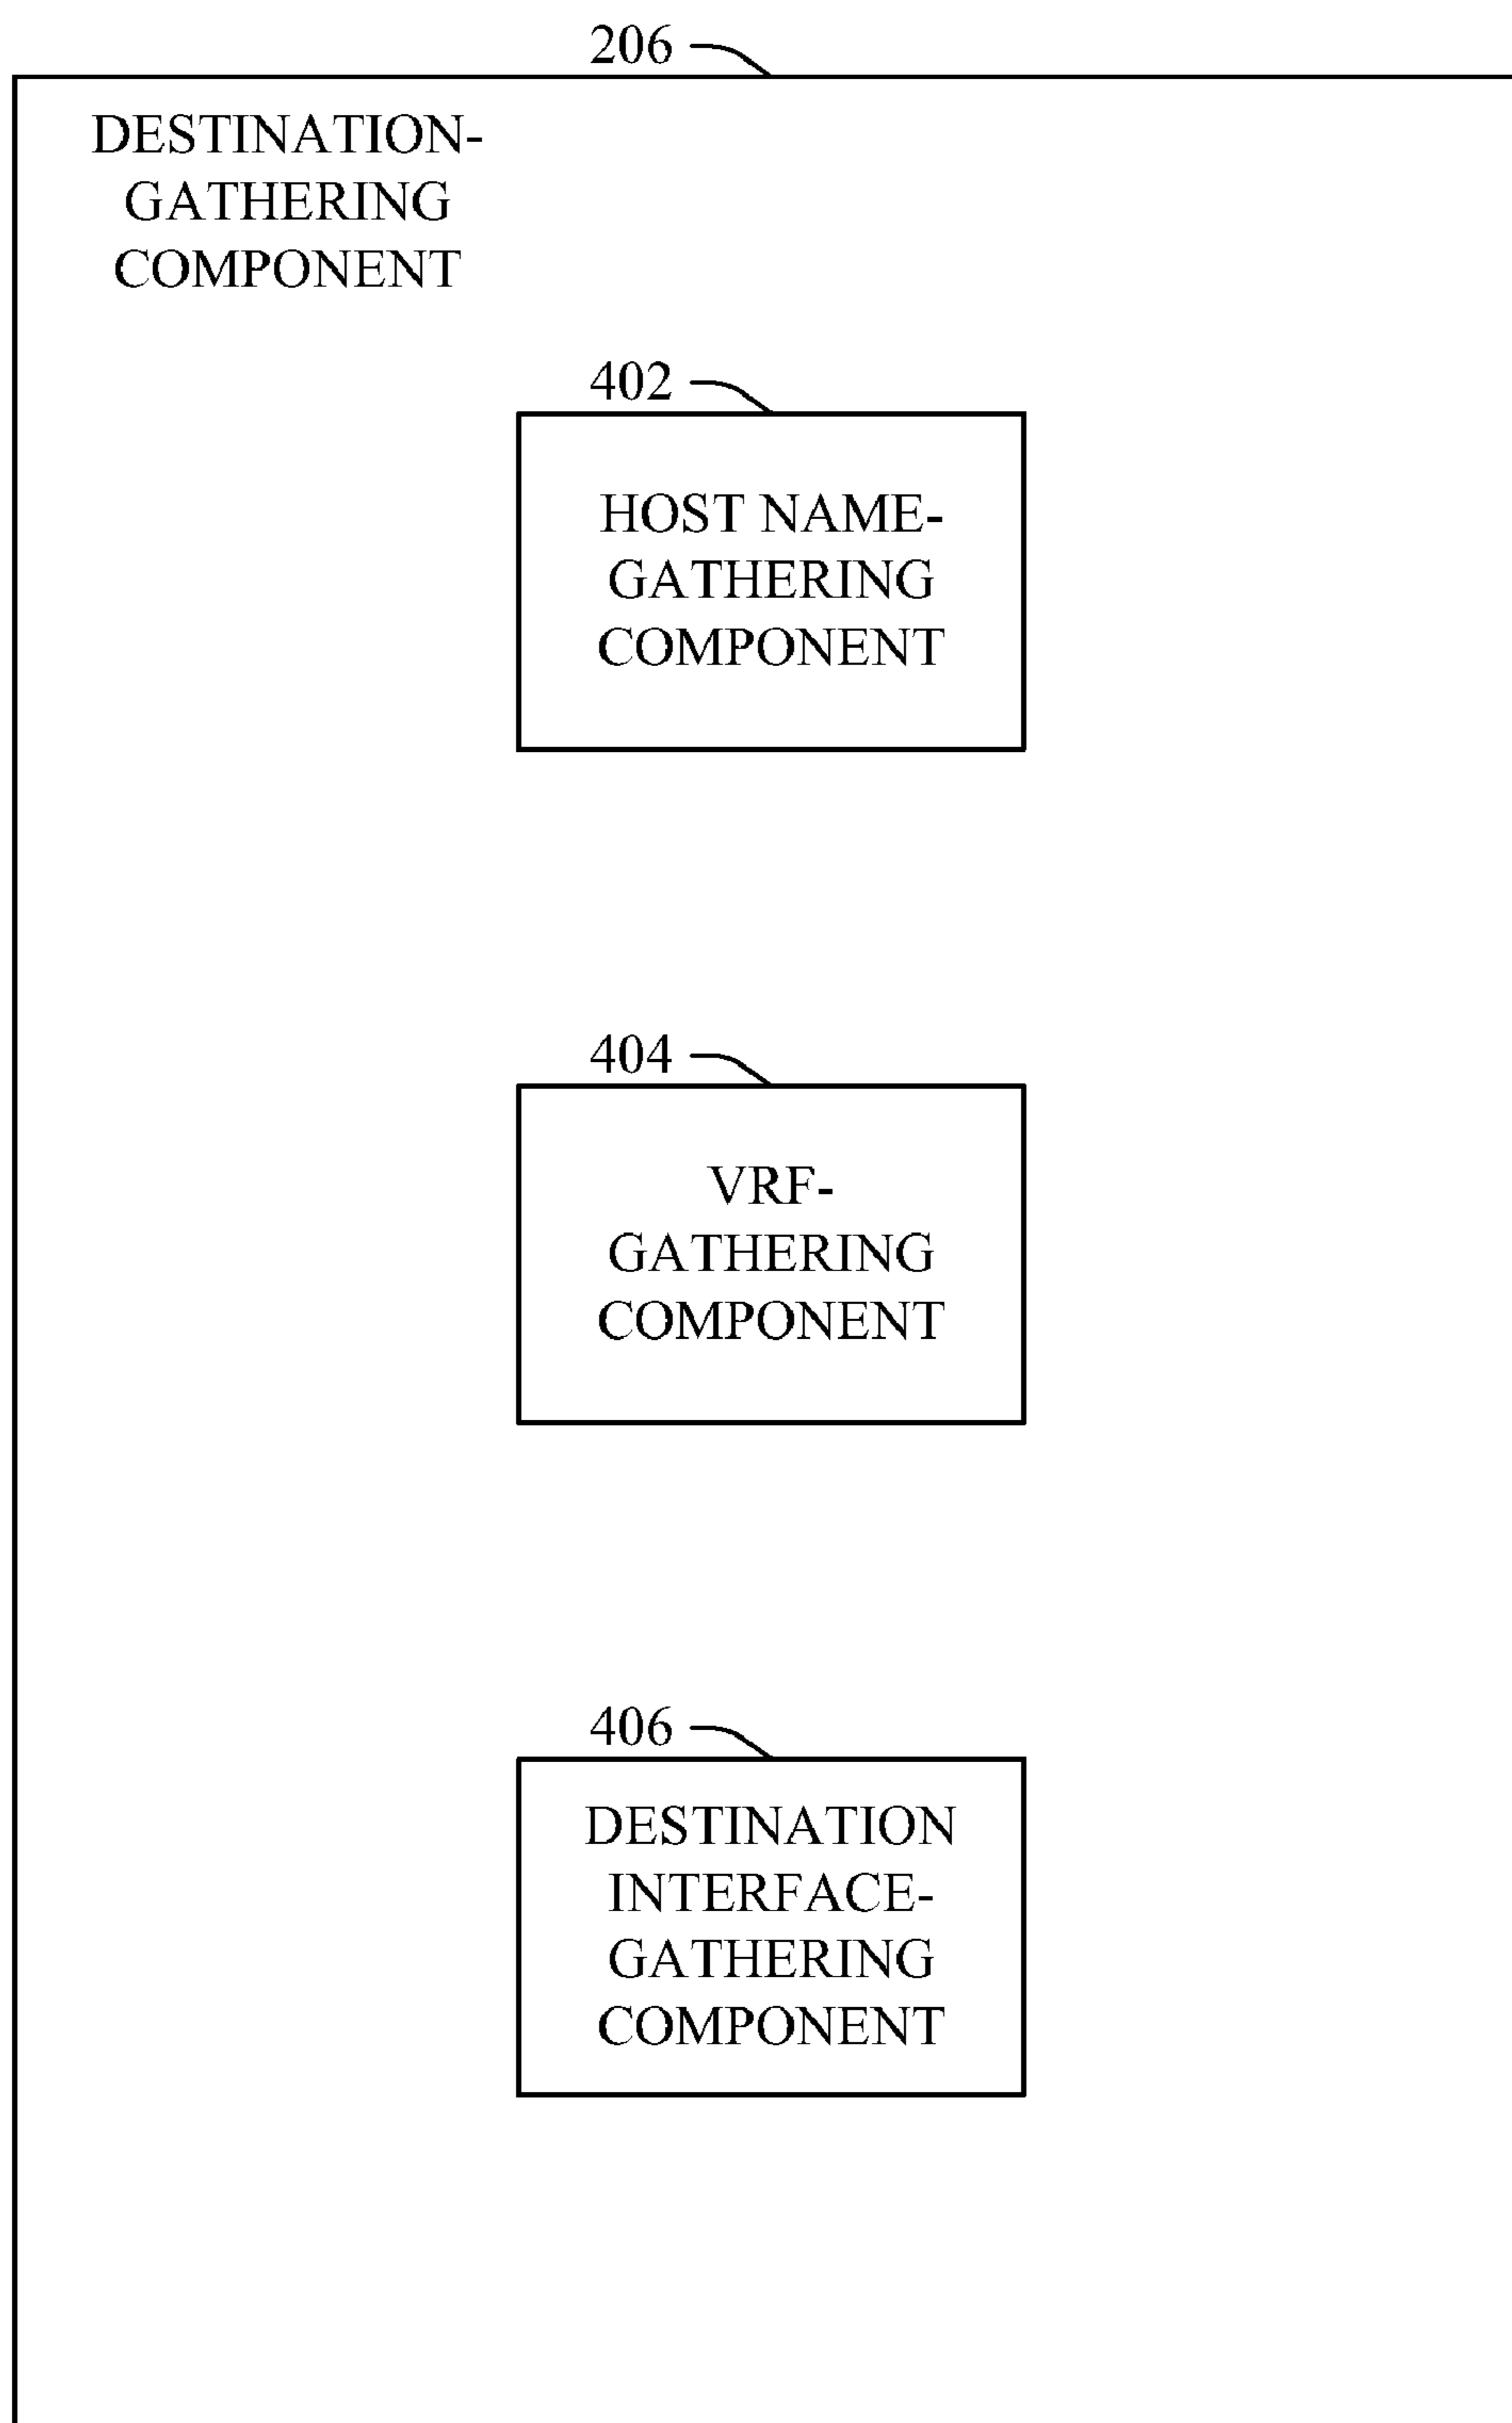 206
DESTINATION-
GATHERING
COMPONENT
402
HOST NAME-
GATHERING
COMPONENT
404
VRF-
GATHERING
COMPONENT
406
DESTINATION
INTERFACE-
GATHERING
COMPONENT